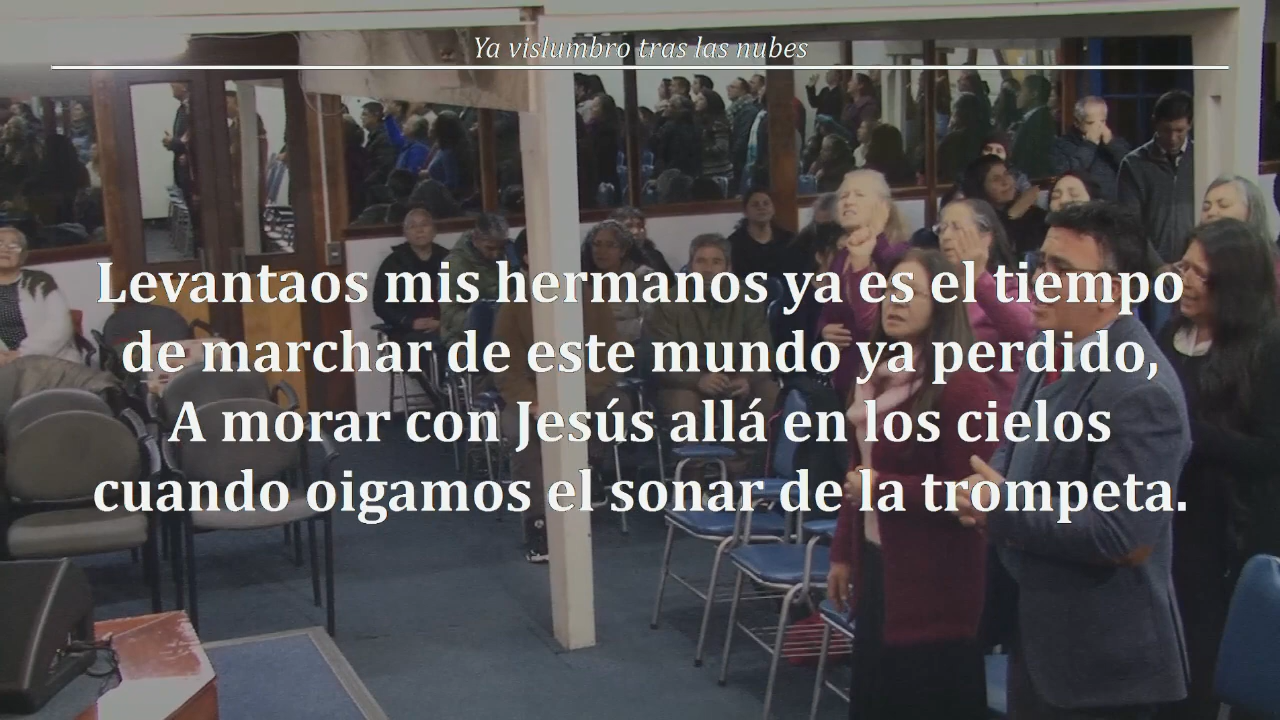 Ya vislumbro tras las nubes
Levantaos mis hermanos ya es el tiempo
de marchar de este mundo ya perdido,
A morar con Jesús allá en los cielos
cuando oigamos el sonar de la trompeta.